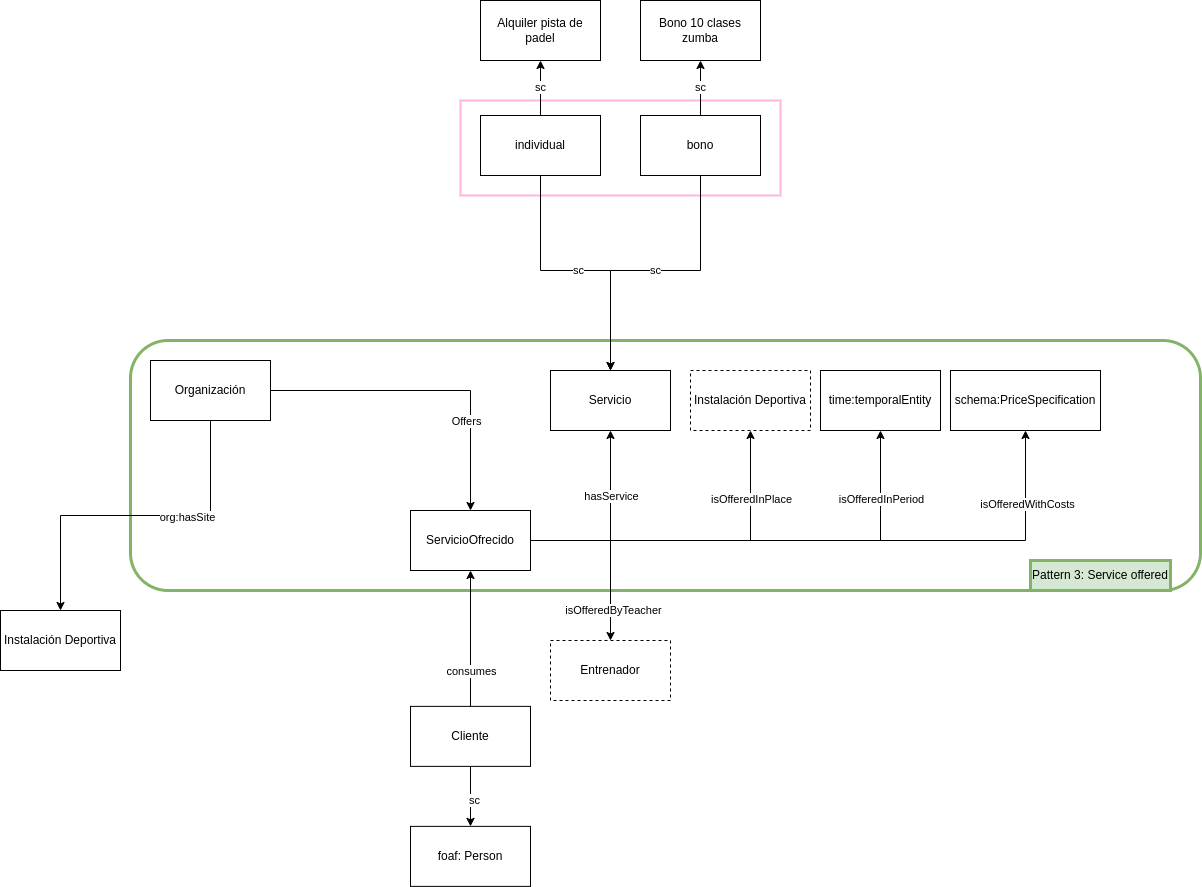 Alquiler pista de
padel
Bono 10 clases
zumba
sc
sc
individual
bono
sc
sc
Organización
Servicio
Instalación Deportiva
time:temporalEntity
schema:PriceSpecification
Offers
hasService
isOfferedInPlace
isOfferedInPeriod
isOfferedWithCosts
org:hasSite
ServicioOfrecido
Pattern 3: Service offered
isOfferedByTeacher
Instalación Deportiva
consumes
Entrenador
Cliente
sc
foaf: Person